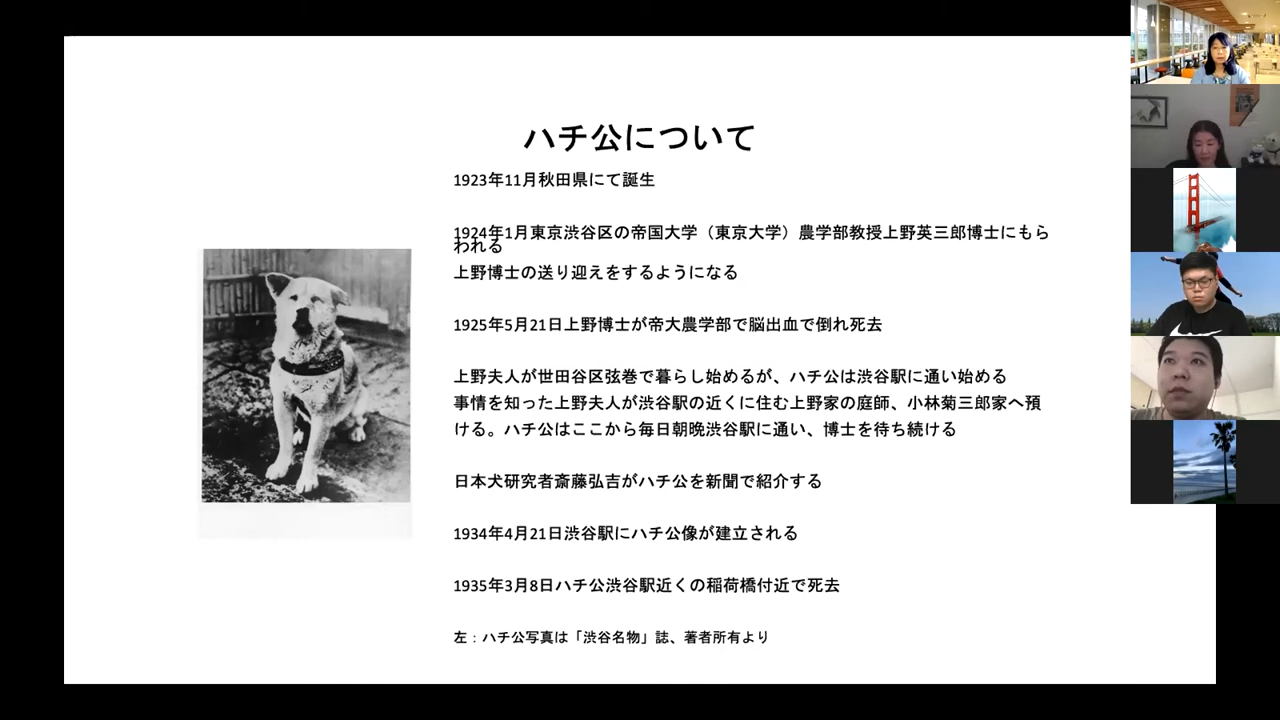 ハチ公について
1923年11月秋田県にて誕生
1924年1月東京渋谷区の帝国大学（東京大学）農学部教授上野英三郎博士にもら
われる
上野博士の送り迎えをするようになる
1925年5月21日上野博士が帝大農学部で脳出血で倒れ死去
上野夫人が世田谷区弦巻で暮らし始めるが、ハチ公は渋谷駅に通い始める
事情を知った上野夫人が渋谷駅の近くに住む上野家の庭師、小林菊三郎家へ預
ける。ハチ公はここから毎日朝晩渋谷駅に通い、博士を待ち続ける
日本犬研究者斎藤弘吉がハチ公を新聞で紹介する
1934年4月21日渋谷駅にハチ公像が建立される
1935年3月8日ハチ公渋谷駅近くの稲荷橋付近で死去
左：ハチ公写真は「渋谷名物」誌、著者所有より